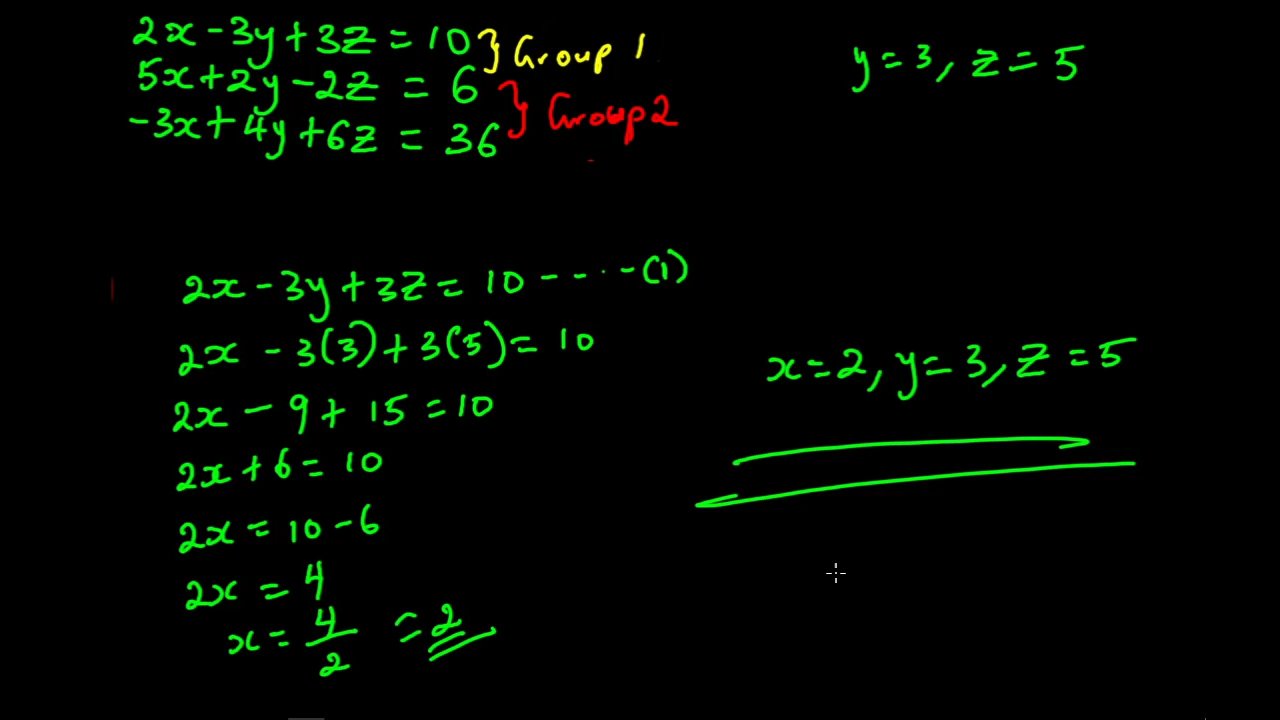 2x - 3y + 3z = 10 } Group 1
5x + 2y - 2z = 6
-3x + 4y + 6z = 36 } Group 2
y = 3, z = 5
2x - 3y + 3z = 10 - - - - (1)
2x - 3(3) + 3(5) = 10
2x - 9 + 15 = 10
2x + 6 = 10
2x = 10 - 6
2x = 4
x = 4/2 = 2
x = 2, y = 3, z = 5